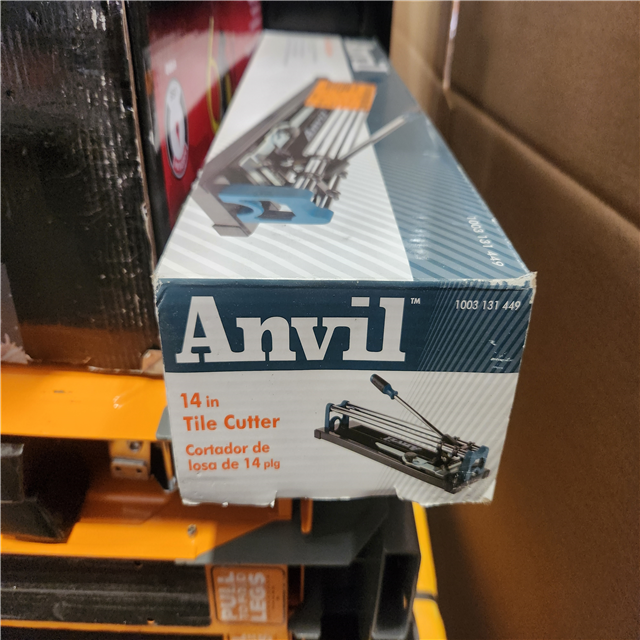 1003 131 449
Anvil™
1003 131 449
14 in
Tile Cutter
Cortador de
losa de 14 plg
PULL
LEGS